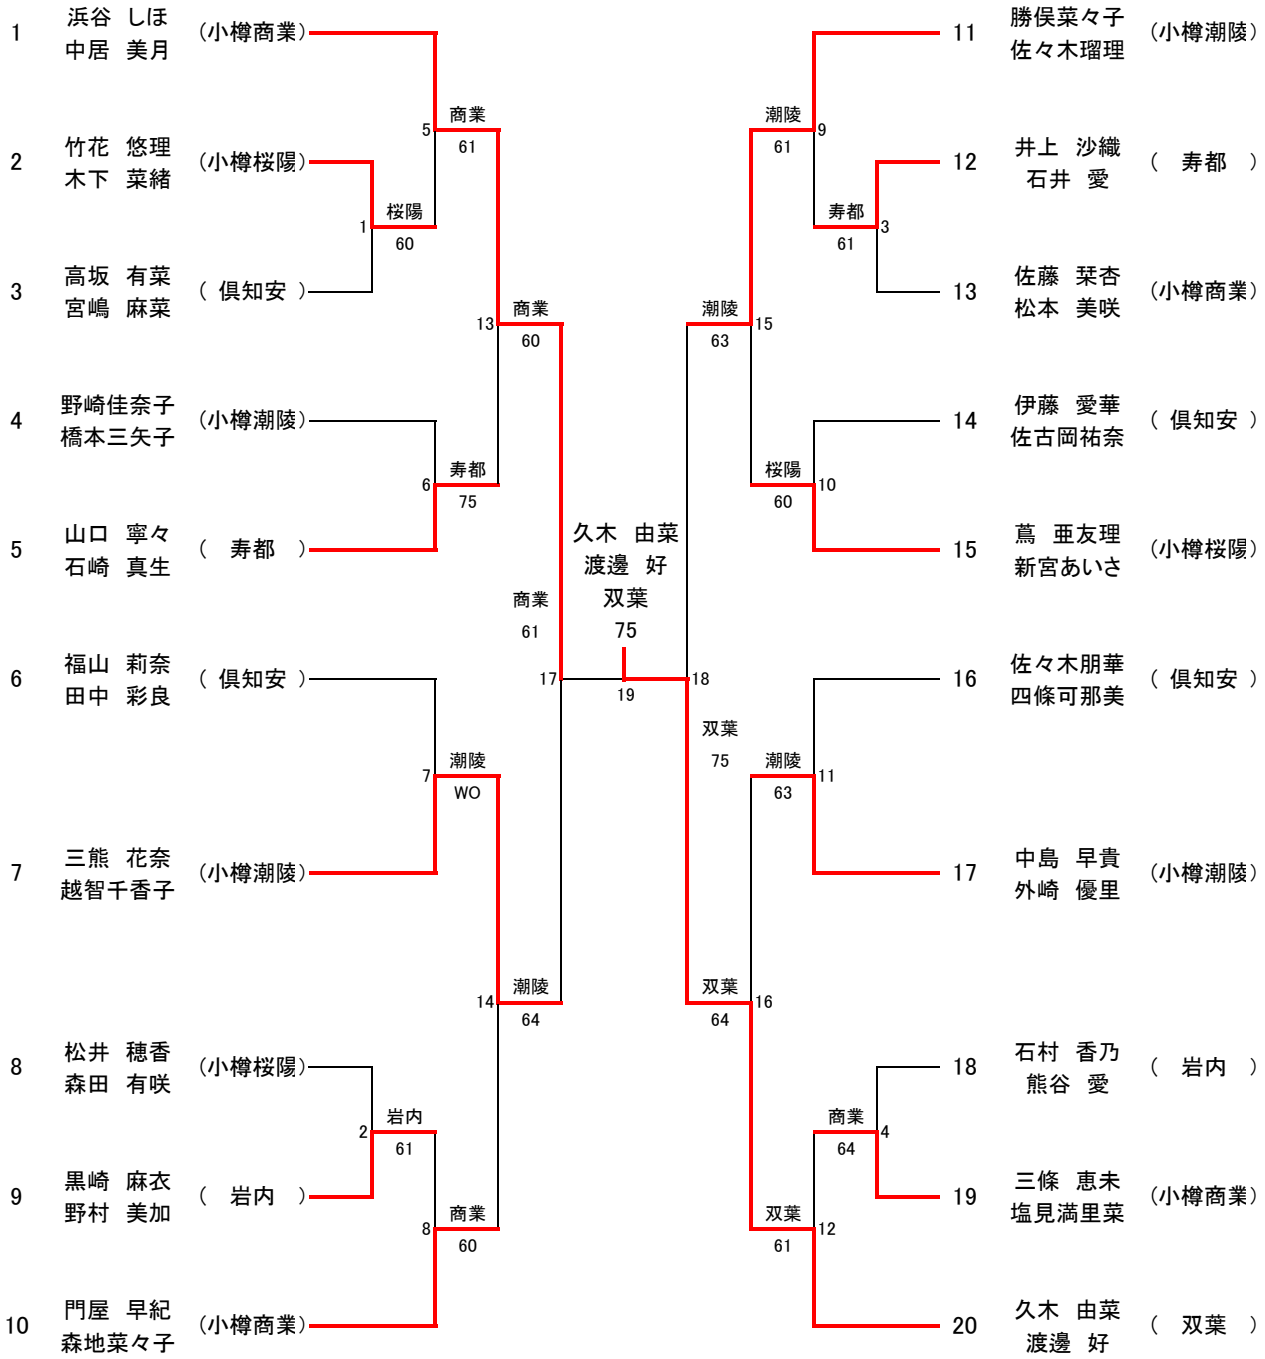 1 浜谷 しほ (小樽商業)
中居 美月
2 竹花 悠理 (小樽桜陽)
木下 菜緒
3 高坂 有菜 ( 倶知安 )
宮嶋 麻菜
4 野崎佳奈子 (小樽潮陵)
橋本三矢子
5 山口 寧々 ( 寿都 )
石崎 真生
6 福山 莉奈 ( 倶知安 )
田中 彩良
7 三熊 花奈 (小樽潮陵)
越智千香子
8 松井 穂香 (小樽桜陽)
森田 有咲
9 黒崎 麻衣 ( 岩内 )
野村 美加
10 門屋 早紀 (小樽商業)
森地菜々子
1 桜陽
60
2 岩内
61
5 商業
61
6 寿都
75
7 潮陵
WO
8 商業
60
13 商業
60
14 潮陵
64
商業
61
17
久木 由菜
渡邊 好
双葉
75
19
18
双葉
75
潮陵
63
15
双葉
64
16
潮陵
61
9
桜陽
60
10
潮陵
63
11
双葉
61
12
寿都
61
3
商業
64
4
11 勝俣菜々子 (小樽潮陵)
佐々木瑠理
12 井上 沙織 ( 寿都 )
石井 愛
13 佐藤 栞杏 (小樽商業)
松本 美咲
14 伊藤 愛華 ( 倶知安 )
佐古岡祐奈
15 蔦 亜友理 (小樽桜陽)
新宮あいさ
16 佐々木朋華 ( 倶知安 )
四條可那美
17 中島 早貴 (小樽潮陵)
外崎 優里
18 石村 香乃 ( 岩内 )
熊谷 愛
19 三條 恵未 (小樽商業)
塩見満里菜
20 久木 由菜 ( 双葉 )
渡邊 好